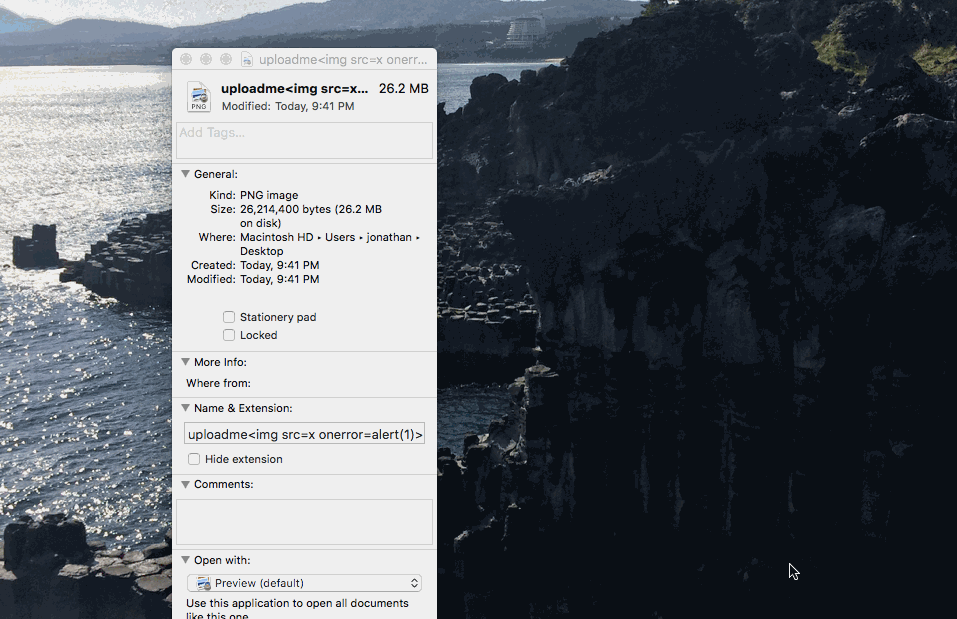 uploadme<img src=x onerr...
uploadme<img src=x... 26.2 MB
Modified: Today, 9:41 PM
PNG
Add Tags...
General:
Kind: PNG image
Size: 26,214,400 bytes (26.2 MB
on disk)
Where: Macintosh HD ▸ Users ▸ jonathan ▸
Desktop
Created: Today, 9:41 PM
Modified: Today, 9:41 PM
Stationery pad
Locked
More Info:
Where from:
Name & Extension:
uploadme<img src=x onerror=alert(1)>
Hide extension
Comments:
Open with:
Preview (default)
Use this application to open all documents
like this one